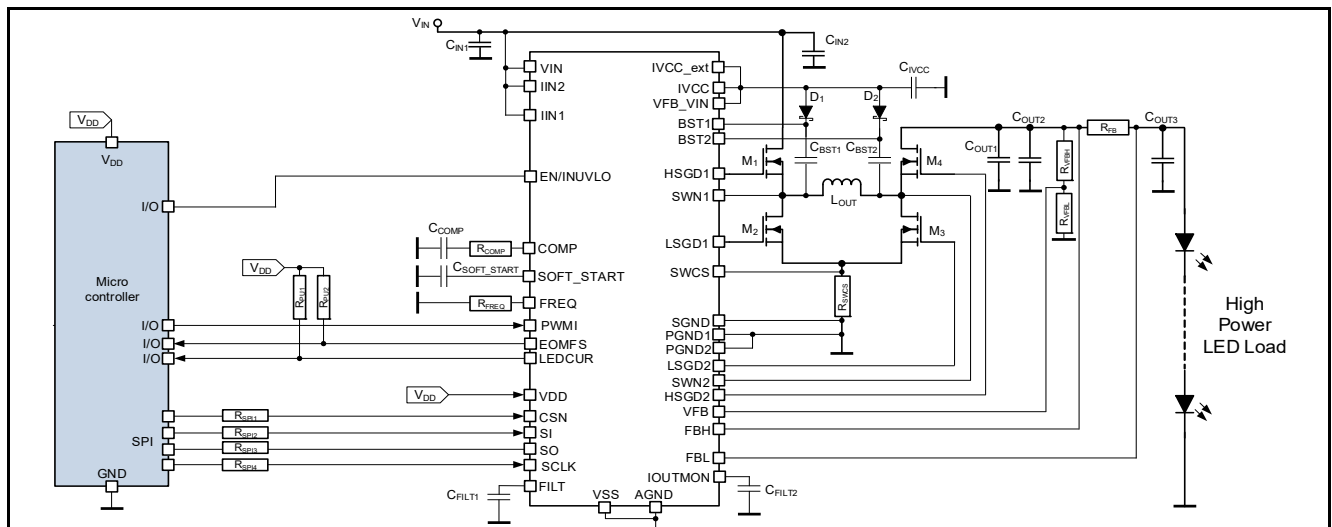 VIN
CIN1
CIN2
VIN
IIN2
IIN1
EN/INUVLO
COMP
SOFT_START
FREQ
PWMI
EOMFS
LEDCUR
VDD
CSN
SI
SO
SCLK
FILT
VSS
AGND
IVCC_ext
IVCC
VFB_VIN
BST1
BST2
HSGD1
SWN1
LSGD1
SWCS
SGND
PGND1
PGND2
LSGD2
SWN2
HSGD2
VFB
FBH
FBL
IOUTMON
VDD
VDD
I/O
Micro
controller
I/O
I/O
I/O
SPI
GND
CCOMP
RCOMP
CSOFT_START
RFREQ
VDD
RPU1
RPU2
VDD
RSPI1
RSPI2
RSPI3
RSPI4
CFILT1
CFILT2
CIVCC
D1
D2
CBST1
CBST2
M1
M4
LOUT
M2
M3
RSWCS
COUT1
COUT2
RVFBH
RVFBL
RFB
COUT3
High
Power
LED Load